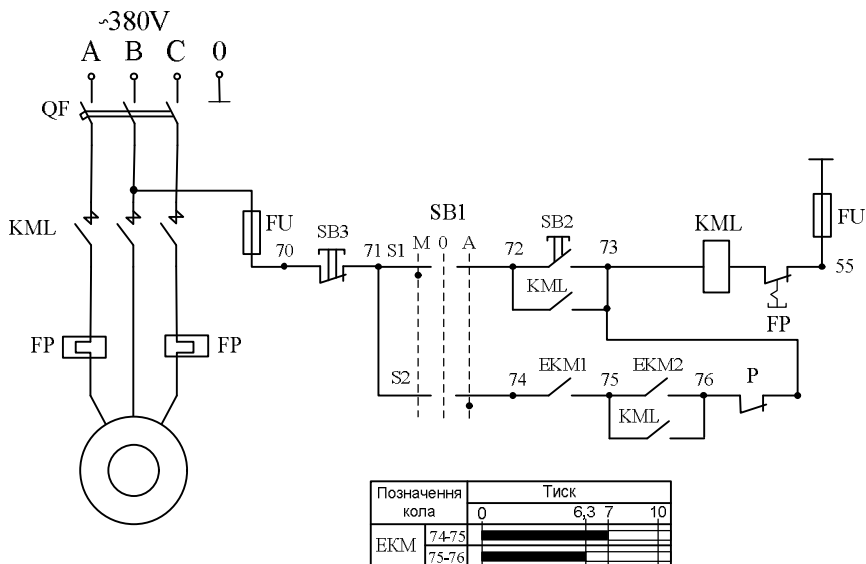 ~380V
A B C 0
QF
KML
FU
SB3
SB1
SB2
KML
FU
70
71
S1
M 0 A
72
73
55
KML
FP
FP
FP
S2
74
EKM1
75
EKM2
76
P
KML
Позначення кола
Тиск
0 6,3 7 10
ЕКМ
74-75
75-76